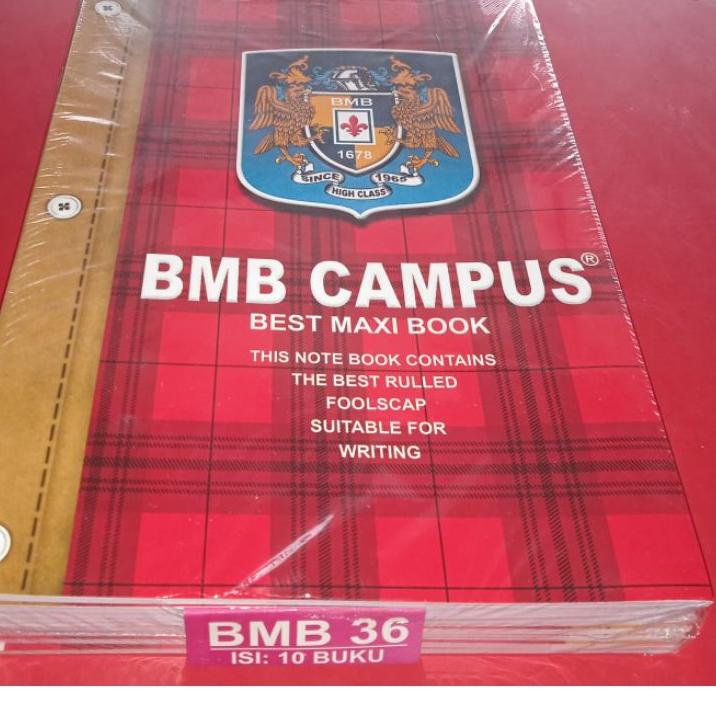 BMB
1678
SINCE 1965
HIGH CLASS
BMB CAMPUS®
BEST MAXI BOOK
THIS NOTE BOOK CONTAINS
THE BEST RULLED
FOOLSCAP
SUITABLE FOR
WRITING
BMB 36
ISI: 10 BUKU